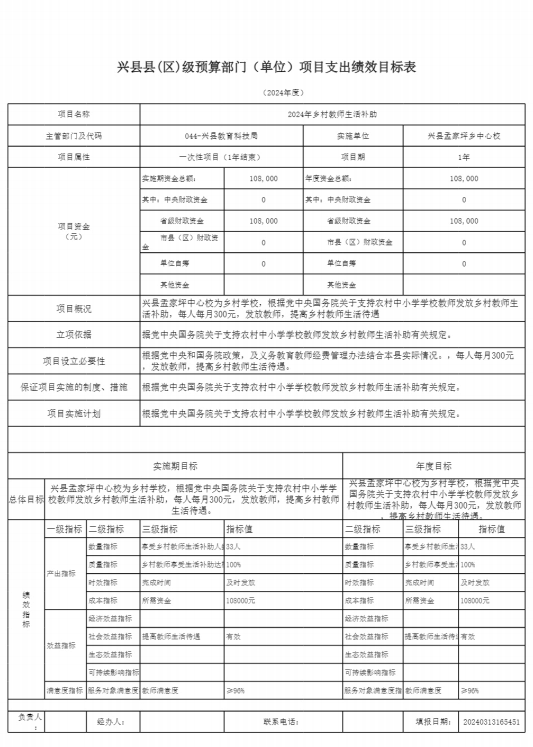 兴县县(区)级预算部门（单位）项目支出绩效目标表
（2024年度）
项目名称 2024年乡村教师生活补助
主管部门及代码 044-兴县教育科技局 实施单位 兴县孟家坪乡中心校
项目属性 一次性项目（1年结束） 项目期 1年
项目资金
（元）
实施期资金总额： 108,000 年度资金总额： 108,000
其中：中央财政资金 0 其中：中央财政资金 0
省级财政资金 108,000 省级财政资金 108,000
市县（区）财政资
金 0 市县（区）财政资金 0
单位自筹 0 单位自筹 0
其他资金 其他资金
项目概况 兴县孟家坪中心校为乡村学校，根据党中央国务院关于支持农村中小学学校教师发放乡村教师生
活补助，每人每月300元，发放教师，提高乡村教师生活待遇
立项依据 据党中央国务院关于支持农村中小学学校教师发放乡村教师生活补助有关规定。
项目设立必要性 根据党中央和国务院政策，及义务教育教师经费管理办法结合本县实际情况。，每人每月300元
，发放教师，提高乡村教师生活待遇。
保证项目实施的制度、措施 根据党中央国务院关于支持农村中小学学校教师发放乡村教师生活补助有关规定。
项目实施计划 根据党中央国务院关于支持农村中小学学校教师发放乡村教师生活补助有关规定。
实施期目标 年度目标
总体目标
兴县孟家坪中心校为乡村学校，根据党中央国务院关于支持农村中小学学
校教师发放乡村教师生活补助，每人每月300元，发放教师，提高乡村教师
生活待遇。
兴县孟家坪中心校为乡村学校，根据党中央
国务院关于支持农村中小学学校教师发放乡
村教师生活补助，每人每月300元，发放教师
，提高乡村教师生活待遇。
绩效指标
一级指标 二级指标 三级指标 指标值 二级指标 三级指标 指标值
产出指标
数量指标 享受乡村教师生活补助人 33人 数量指标 享受乡村教师生 33人
质量指标 乡村教师享受生活补助达 100% 质量指标 乡村教师享受生 100%
时效指标 完成时间 及时发放 时效指标 完成时间 及时发放
成本指标 所需资金 108000元 成本指标 所需资金 108000元
效益指标
经济效益指标 经济效益指标
社会效益指标 提高教师生活待遇 有效 社会效益指标 提高教师生活待 有效
生态效益指标 生态效益指标
可持续影响指标 可持续影响指标
满意度指标 服务对象满意度 教师满意度 ≥96% 服务对象满意度指 教师满意度 ≥96%
负责人
： 经办人： 联系电话： 填报日期： 20240313165451